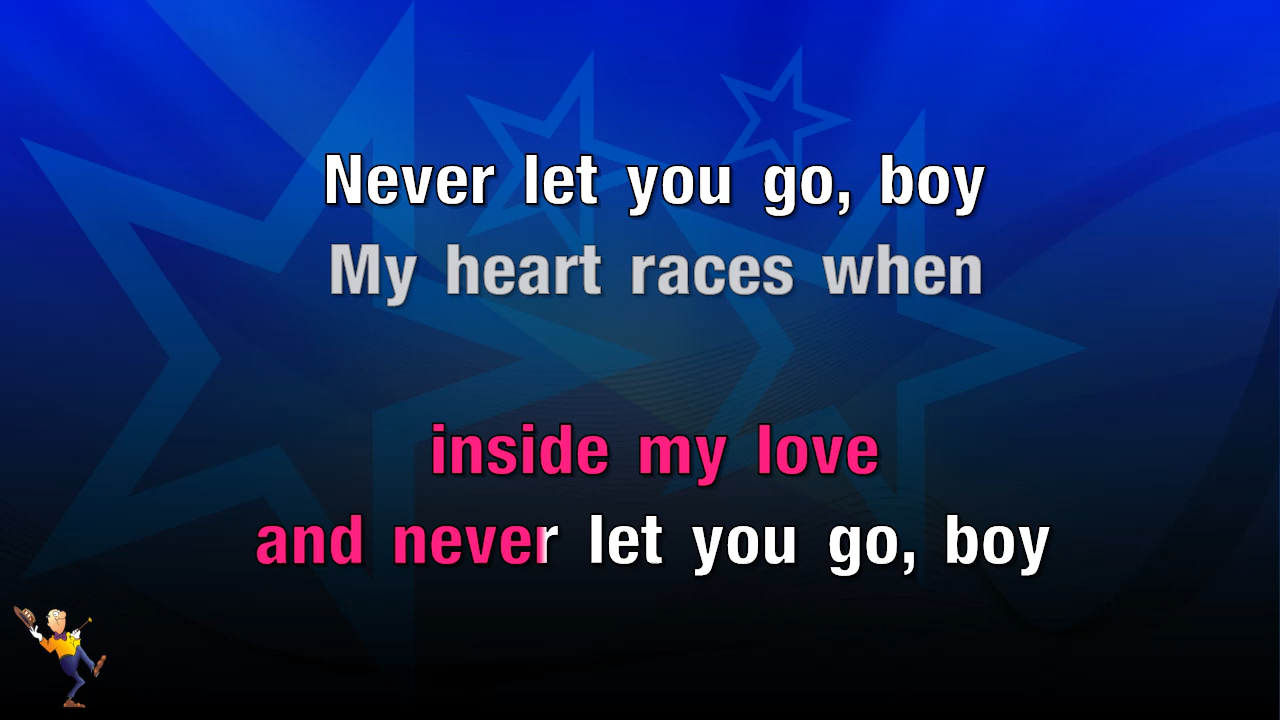 Never let you go, boy
My heart races when
inside my love
and never let you go, boy